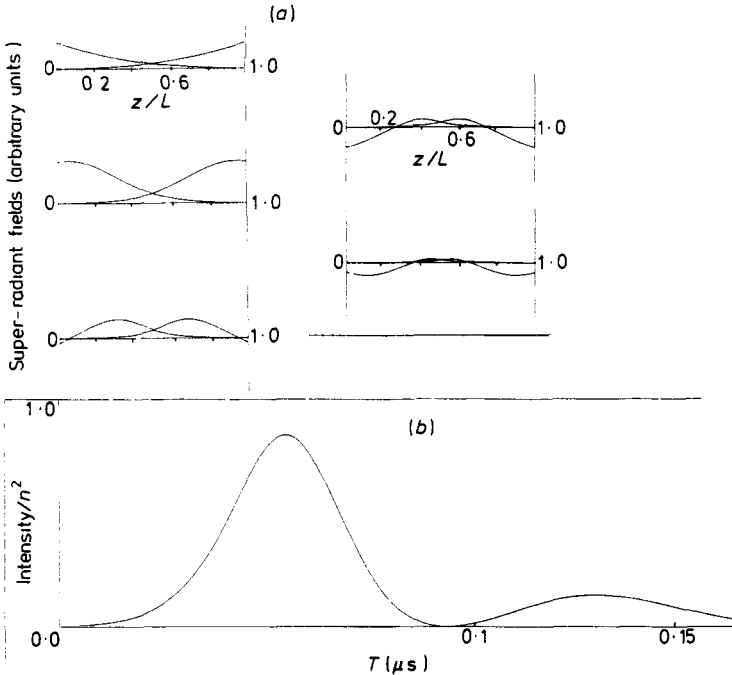 (a)
Super-radiant fields (arbitrary units)
0 0·2 0·6 1·0
z/L
0 1·0
0 1·0
0 0·2 0·6 1·0
z/L
0 1·0
(b)
1·0
Intensity/n²
0·0 0·1 0·15
T (μs)